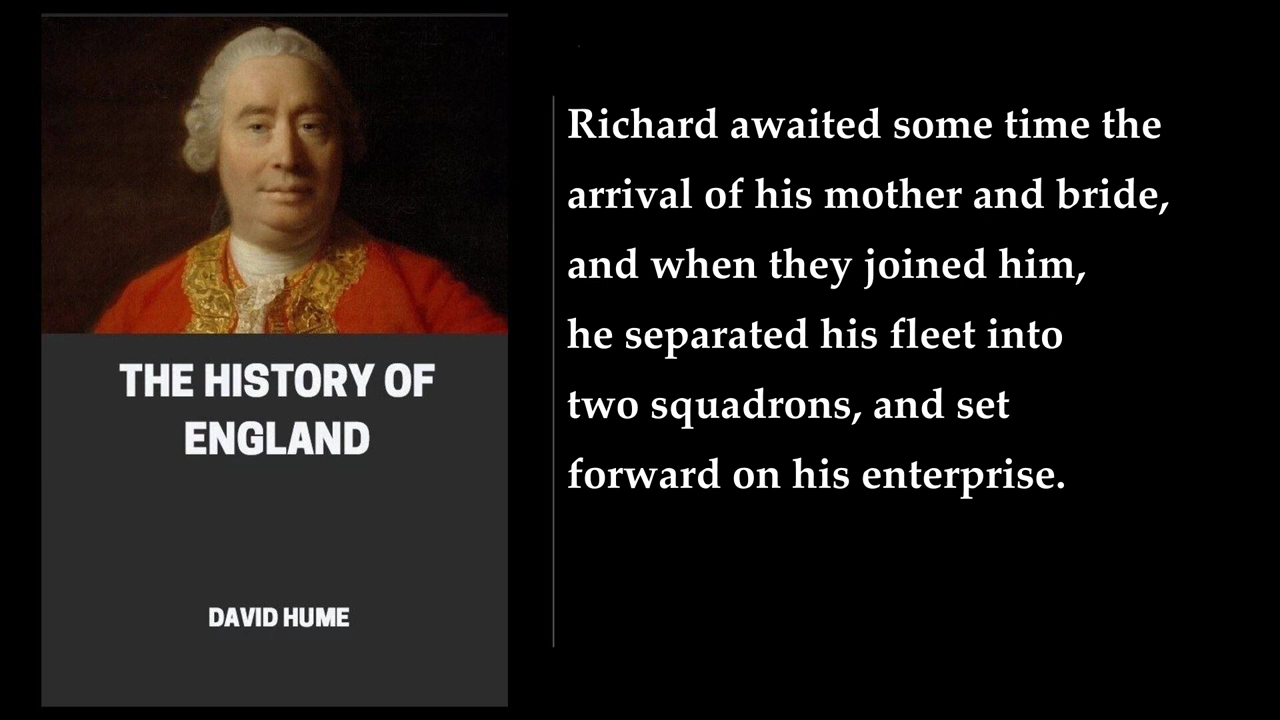 THE HISTORY OF
ENGLAND
DAVID HUME
Richard awaited some time the
arrival of his mother and bride,
and when they joined him,
he separated his fleet into
two squadrons, and set
forward on his enterprise.